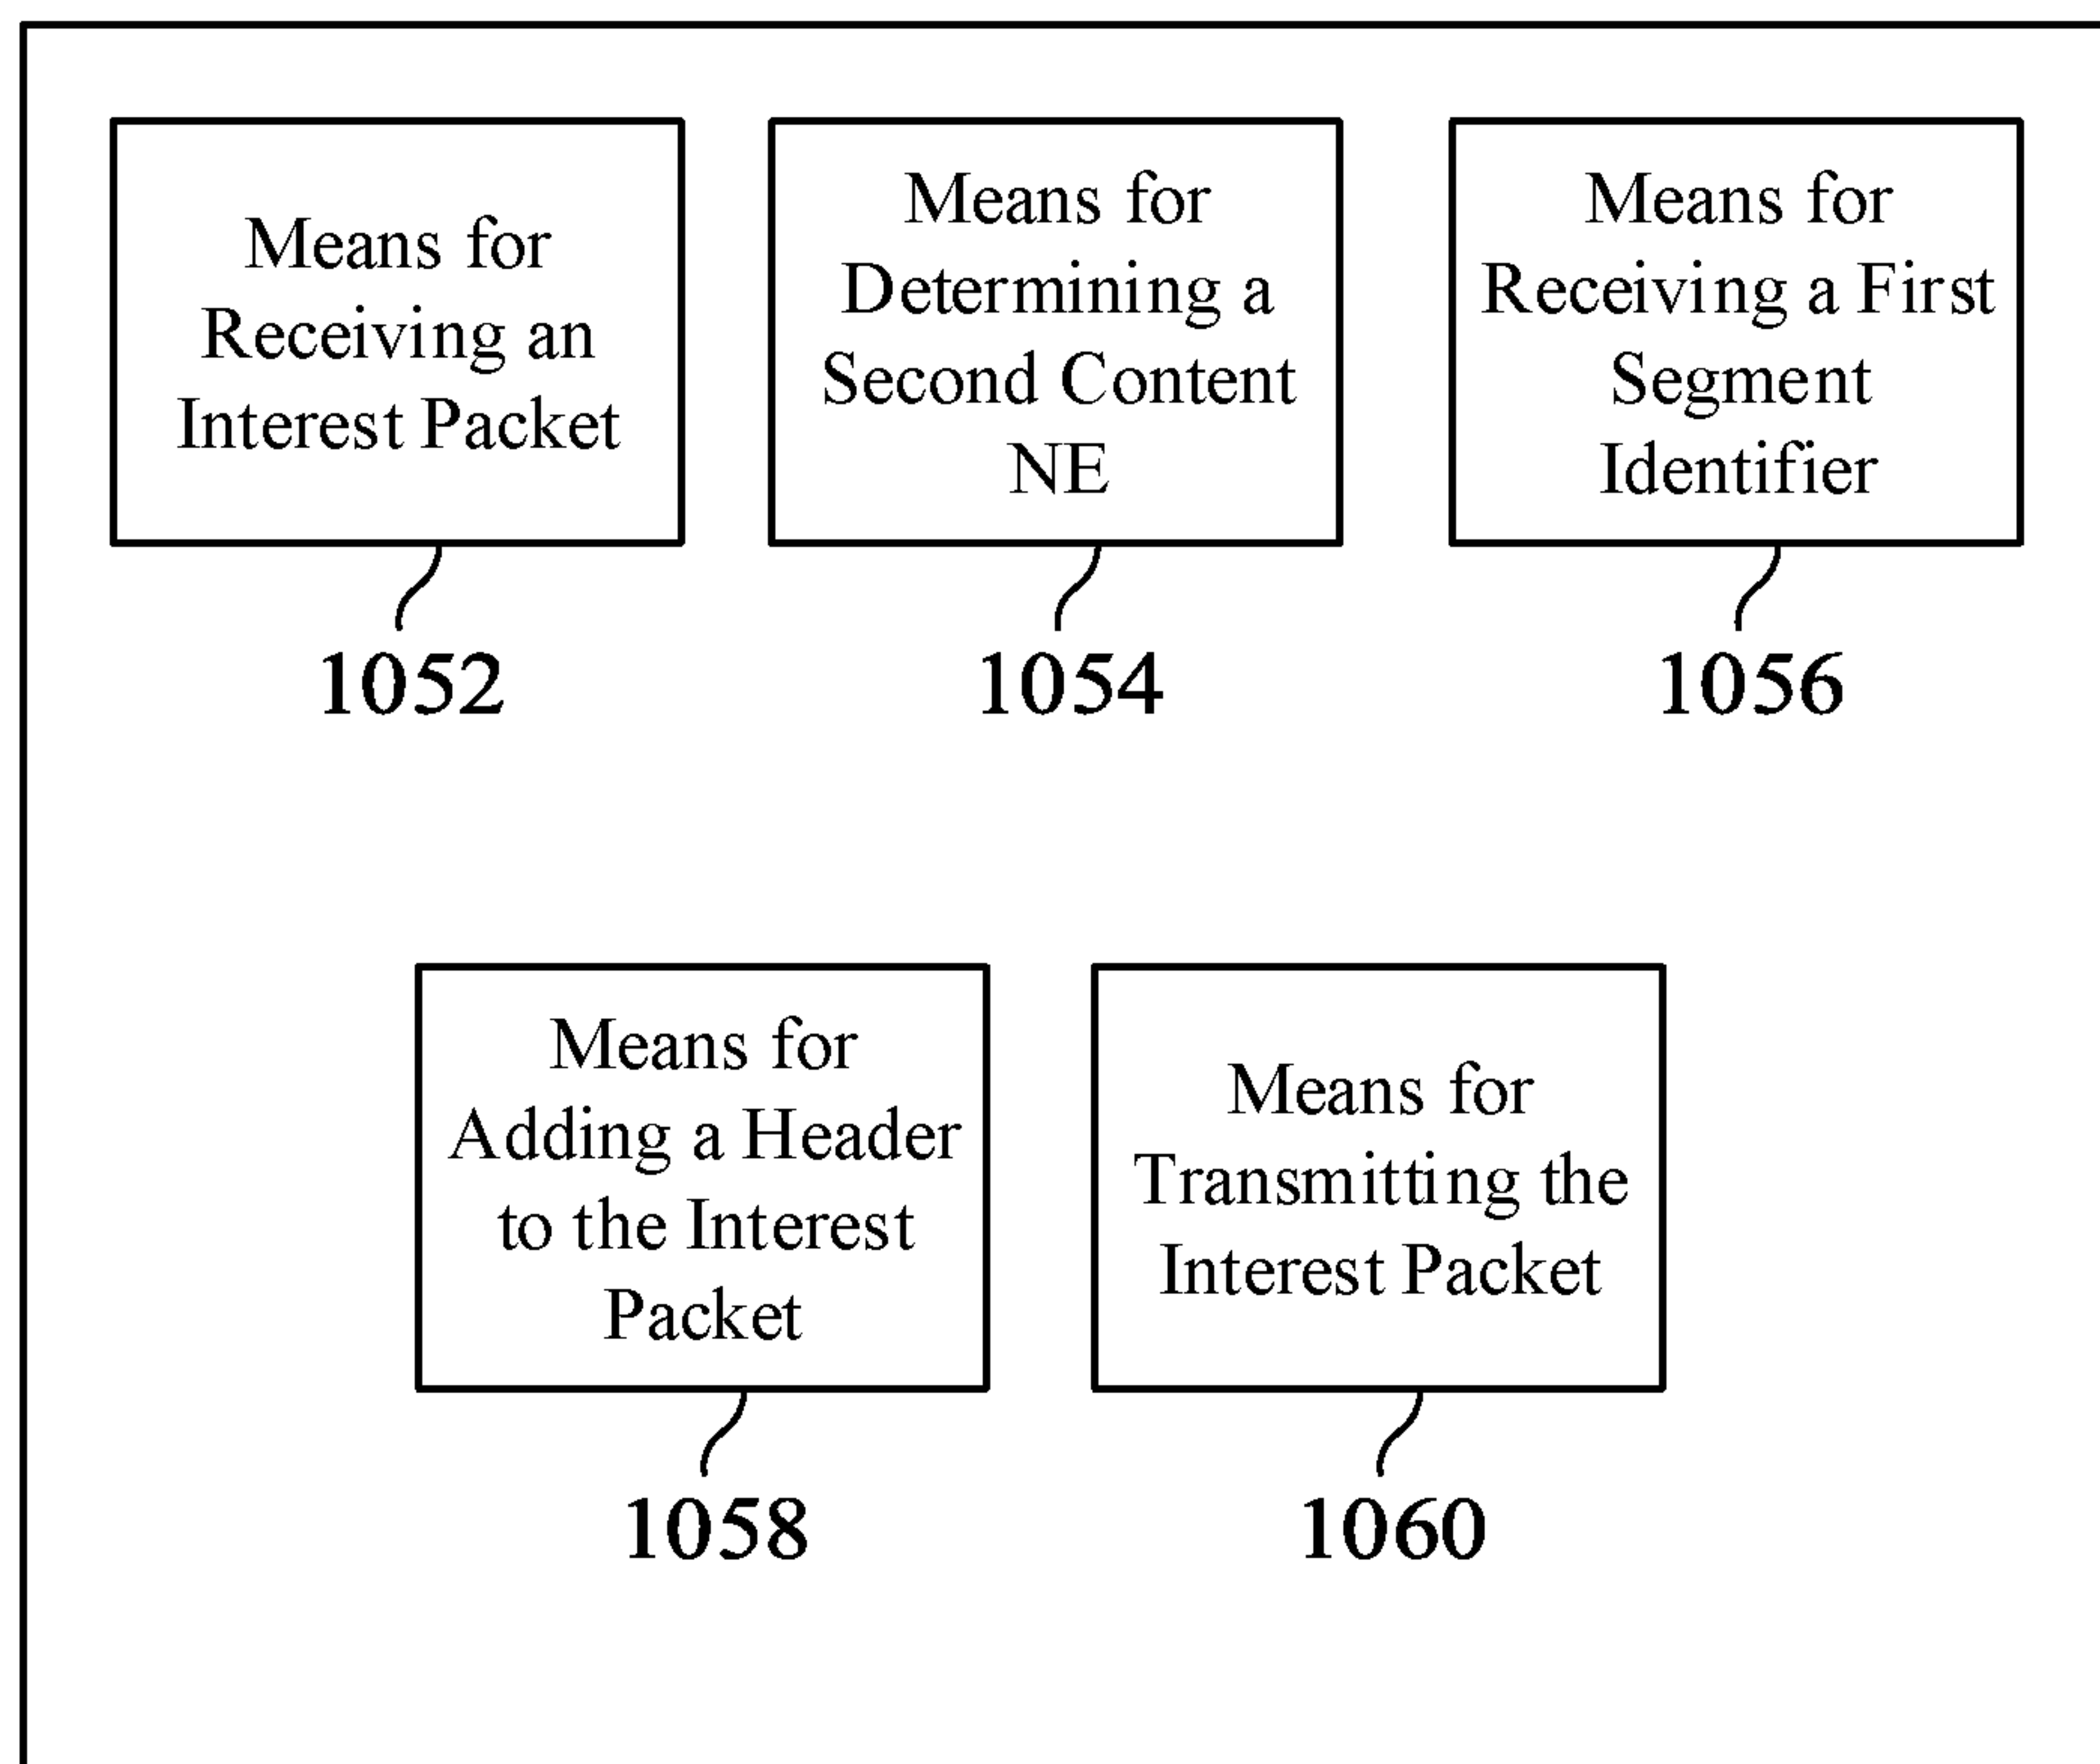 Means for
Receiving an
Interest Packet
1052
Means for
Determining a
Second Content
NE
1054
Means for
Receiving a First
Segment
Identifier
1056
Means for
Adding a Header
to the Interest
Packet
1058
Means for
Transmitting the
Interest Packet
1060